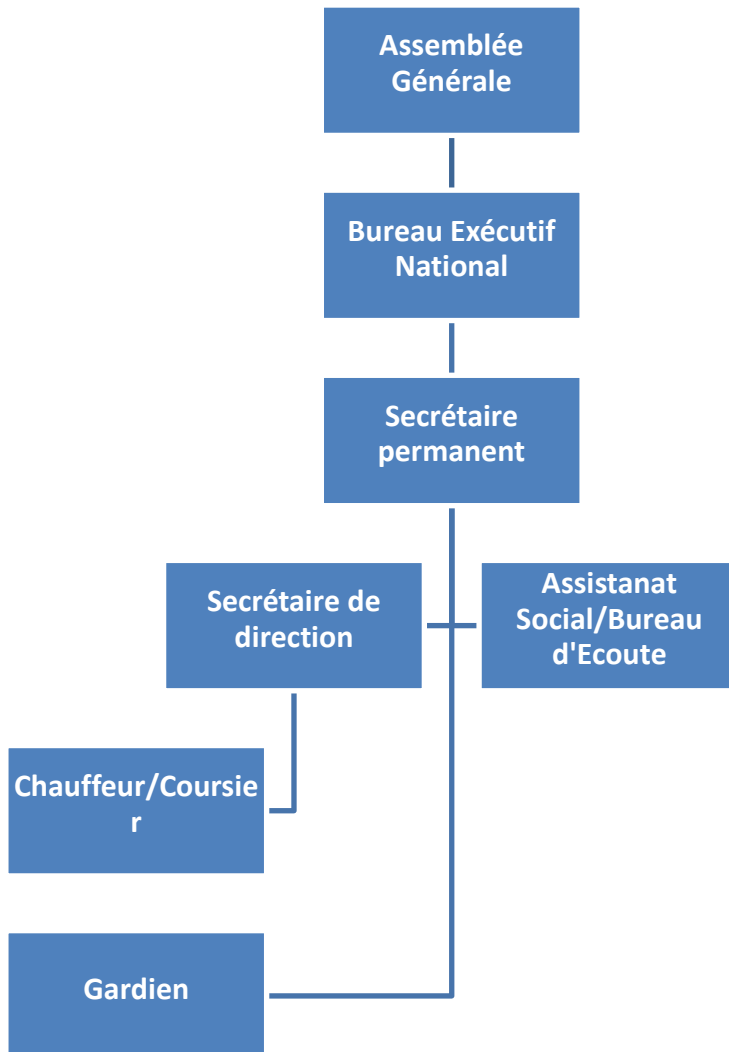 Assemblée
Générale
Bureau Exécutif
National
Secrétaire
permanent
Secrétaire de
direction
Assistanat
Social/Bureau
d'Ecoute
Chauffeur/Coursie
r
Gardien